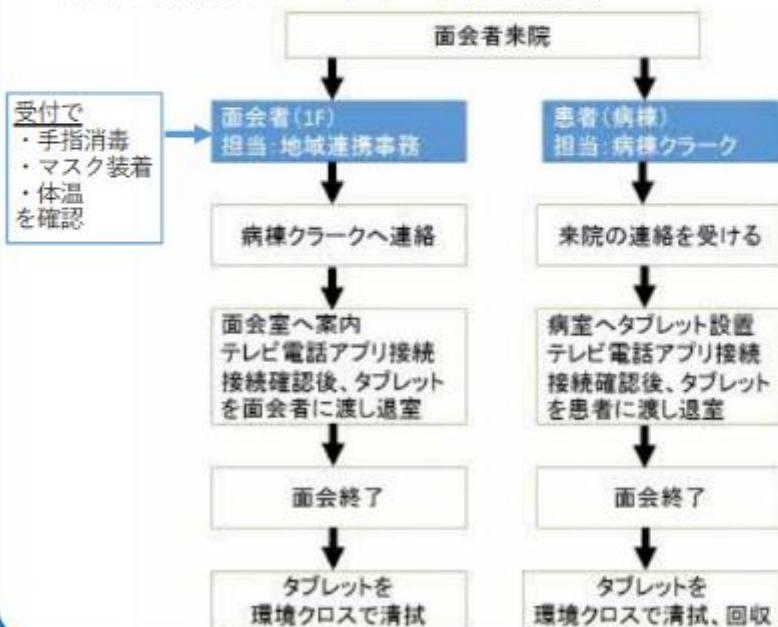 面会者来院
受付で
・手指消毒
・マスク装着
・体温
を確認
面会者(1F)
担当:地域連携事務
病棟クラークへ連絡
面会室へ案内
テレビ電話アプリ接続
接続確認後、タブレット
を面会者に渡し退室
面会終了
タブレットを
環境クロスで清拭
患者(病棟)
担当:病棟クラーク
来院の連絡を受ける
病室へタブレット設置
テレビ電話アプリ接続
接続確認後、タブレット
を患者に渡し退室
面会終了
タブレットを
環境クロスで清拭、回収